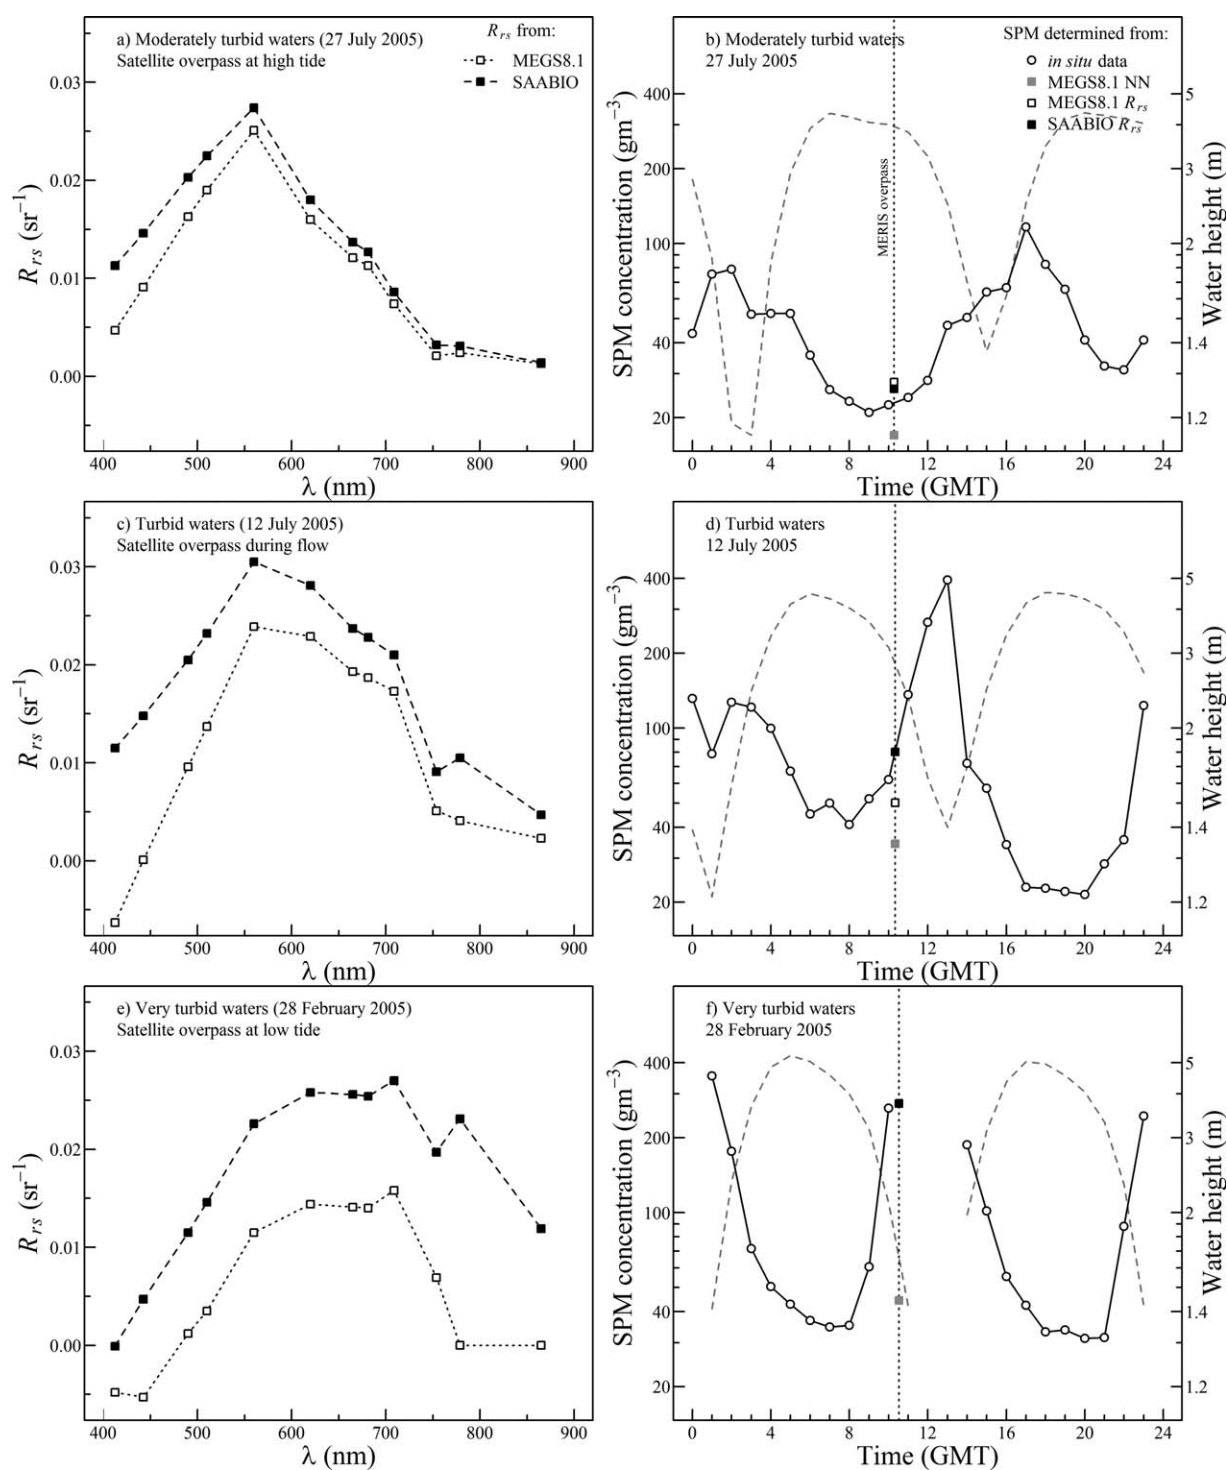 a) Moderately turbid waters (27 July 2005)
Satellite overpass at high tide
R_rs from:
MEGS8.1
SAABIO
0.03
0.02
0.01
0.00
R_rs (sr⁻¹)
400 500 600 700 800 900
λ (nm)
b) Moderately turbid waters
27 July 2005
SPM determined from:
in situ data
MEGS8.1 NN
MEGS8.1 R_rs
SAABIO R_rs
MERIS overpass
400
200
100
40
20
SPM concentration (gm⁻³)
5
3
2
1.4
1.2
Water height (m)
0 4 8 12 16 20 24
Time (GMT)
c) Turbid waters (12 July 2005)
Satellite overpass during flow
0.03
0.02
0.01
0.00
R_rs (sr⁻¹)
400 500 600 700 800 900
λ (nm)
d) Turbid waters
12 July 2005
400
200
100
40
20
SPM concentration (gm⁻³)
5
3
2
1.4
1.2
Water height (m)
0 4 8 12 16 20 24
Time (GMT)
e) Very turbid waters (28 February 2005)
Satellite overpass at low tide
0.03
0.02
0.01
0.00
R_rs (sr⁻¹)
400 500 600 700 800 900
λ (nm)
f) Very turbid waters
28 February 2005
400
200
100
40
20
SPM concentration (gm⁻³)
5
3
2
1.4
1.2
Water height (m)
0 4 8 12 16 20 24
Time (GMT)